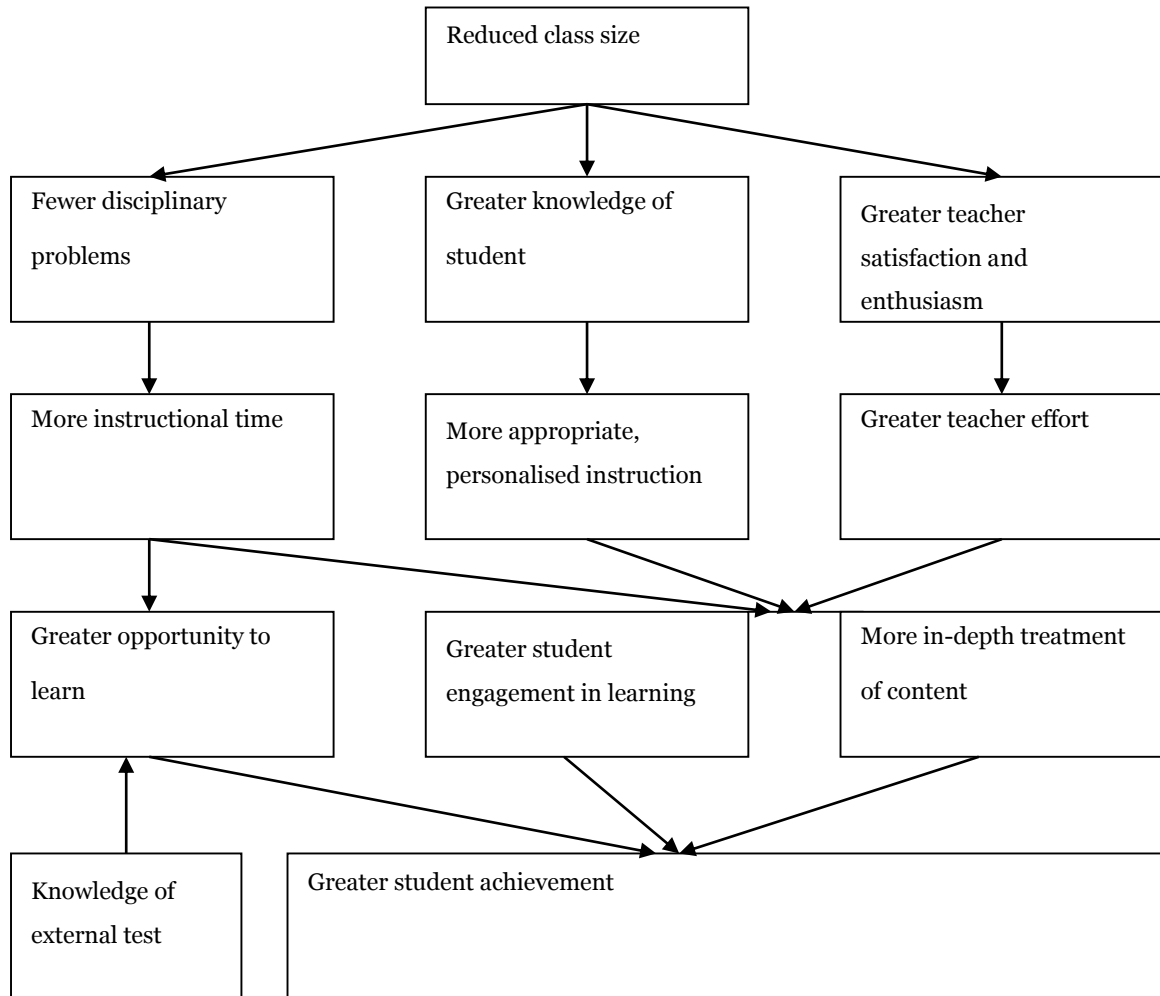 Reduced class size
Fewer disciplinary
problems
Greater knowledge of
student
Greater teacher
satisfaction and
enthusiasm
More instructional time
More appropriate,
personalised instruction
Greater teacher effort
Greater opportunity to
learn
Greater student
engagement in learning
More in-depth treatment
of content
Knowledge of
external test
Greater student achievement